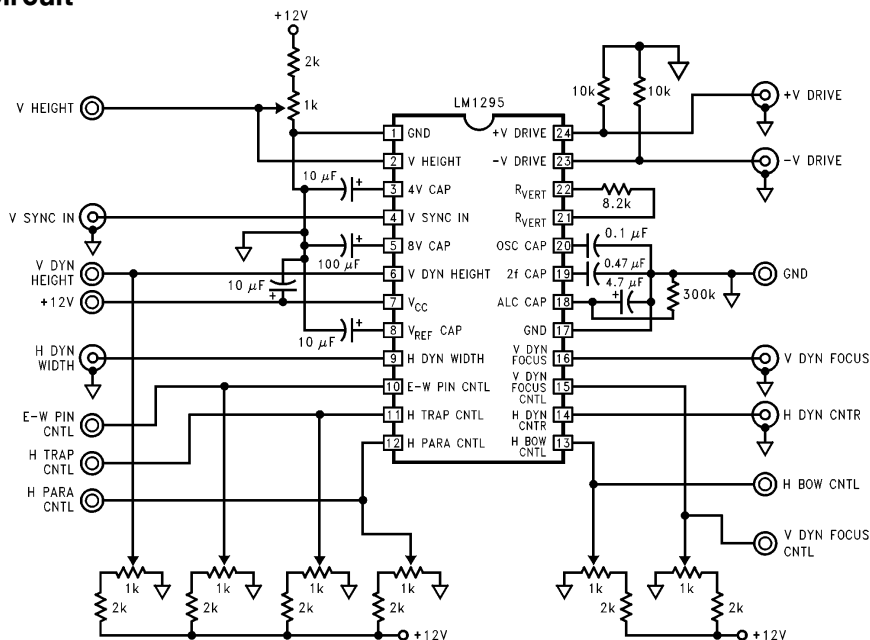 +12V
2k
1k
V HEIGHT
LM1295
10k
10k
+V DRIVE
-V DRIVE
1 GND
2 V HEIGHT
3 4V CAP
4 V SYNC IN
5 8V CAP
6 V DYN HEIGHT
7 VCC
8 VREF CAP
9 H DYN WIDTH
10 E-W PIN CNTL
11 H TRAP CNTL
12 H PARA CNTL
+V DRIVE 24
-V DRIVE 23
RVERT 22
RVERT 21
OSC CAP 20
2f CAP 19
ALC CAP 18
GND 17
V DYN
FOCUS 16
V DYN
FOCUS
CNTL 15
H DYN
CNTR 14
H BOW
CNTL 13
10 μF
+
V SYNC IN
+
100 μF
V DYN
HEIGHT
10 μF
+
+12V
+
10 μF
H DYN
WIDTH
E-W PIN
CNTL
H TRAP
CNTL
H PARA
CNTL
8.2k
0.1 μF
0.47 μF
4.7 μF
+
300k
GND
V DYN FOCUS
H DYN CNTR
H BOW CNTL
V DYN FOCUS
CNTL
1k
1k
1k
1k
2k
2k
2k
2k
+12V
1k
1k
2k
2k
+12V